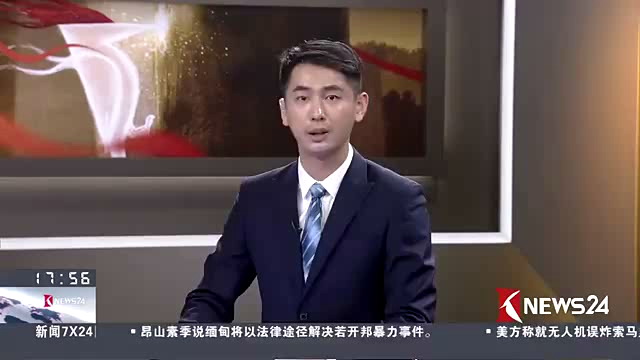 17:56
NEWS24
NEWS24
新闻7X24
■ 昂山素季说缅甸将以法律途径解决若开邦暴力事件。
■ 美方称就无人机误炸索马